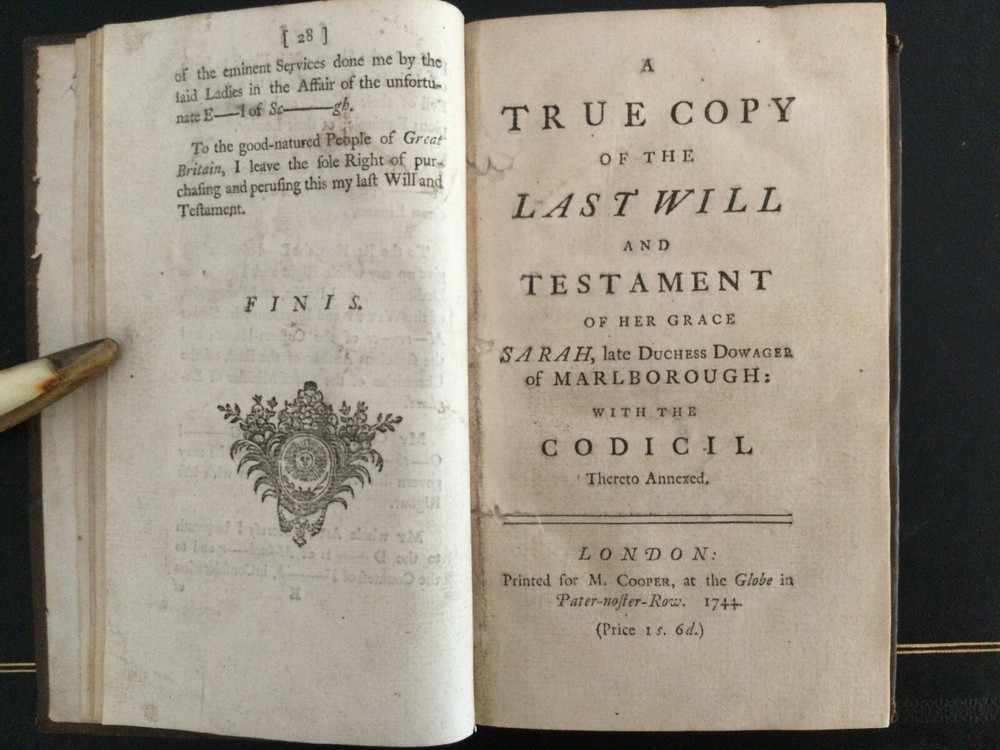 [ 28 ]
of the eminent Services done me by the
ſaid Ladies in the Affair of the unfortu-
nate E——l of Sc———gh.
To the good-natured People of Great
Britain, I leave the ſole Right of pur-
chaſing and peruſing this my laſt Will and
Teſtament.
FINIS.
A
TRUE COPY
OF THE
LAST WILL
AND
TESTAMENT
OF HER GRACE
SARAH, late DUCHESS DOWAGER
of MARLBOROUGH:
WITH THE
CODICIL
Thereto Annexed.
LONDON:
Printed for M. COOPER, at the Globe in
Pater-noſter-Row. 1744.
(Price 1 s. 6d.)